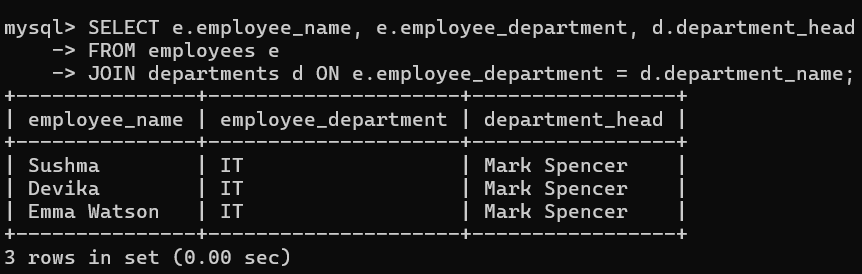 mysql> SELECT e.employee_name, e.employee_department, d.department_head
    -> FROM employees e
    -> JOIN departments d ON e.employee_department = d.department_name;
+---------------+---------------------+-----------------+
| employee_name | employee_department | department_head |
+---------------+---------------------+-----------------+
| Sushma        | IT                  | Mark Spencer    |
| Devika        | IT                  | Mark Spencer    |
| Emma Watson   | IT                  | Mark Spencer    |
+---------------+---------------------+-----------------+
3 rows in set (0.00 sec)